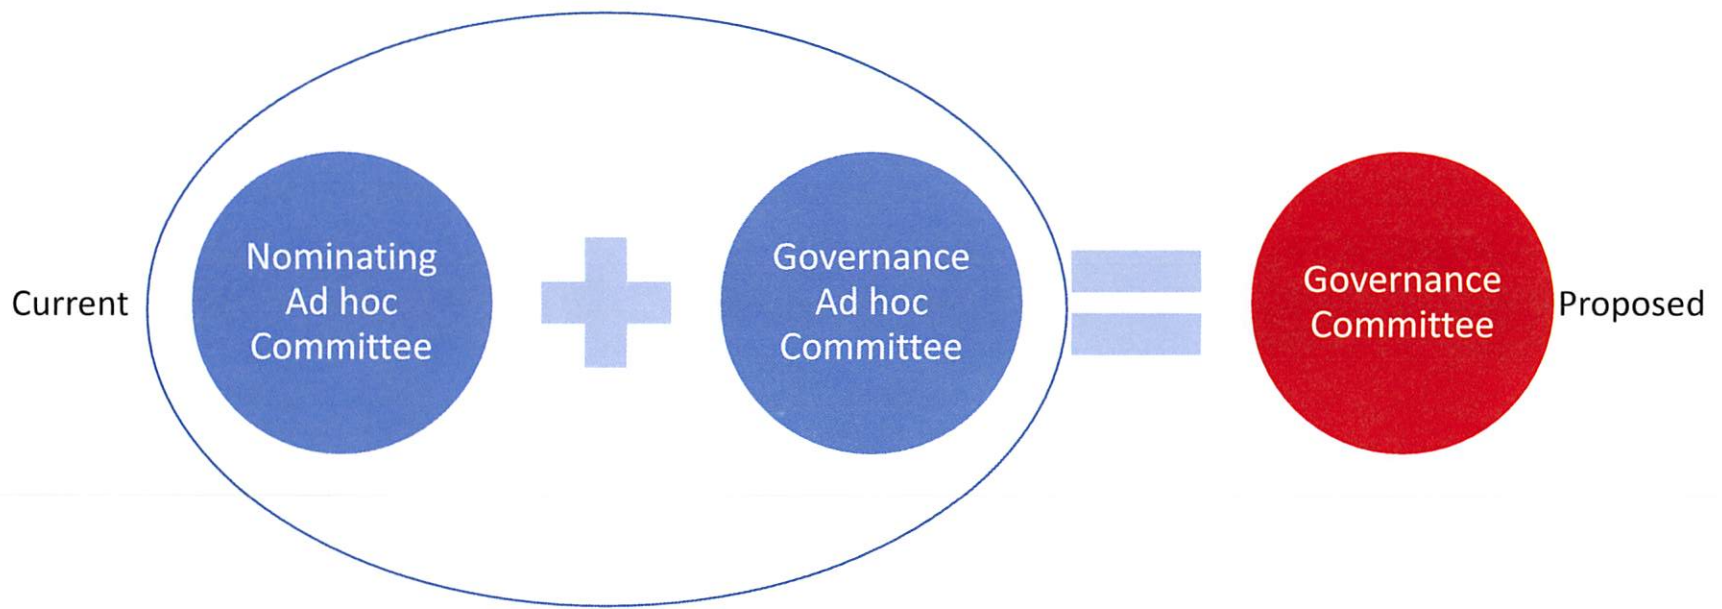 Current
Nominating
Ad hoc
Committee
Governance
Ad hoc
Committee
Governance
Committee
Proposed